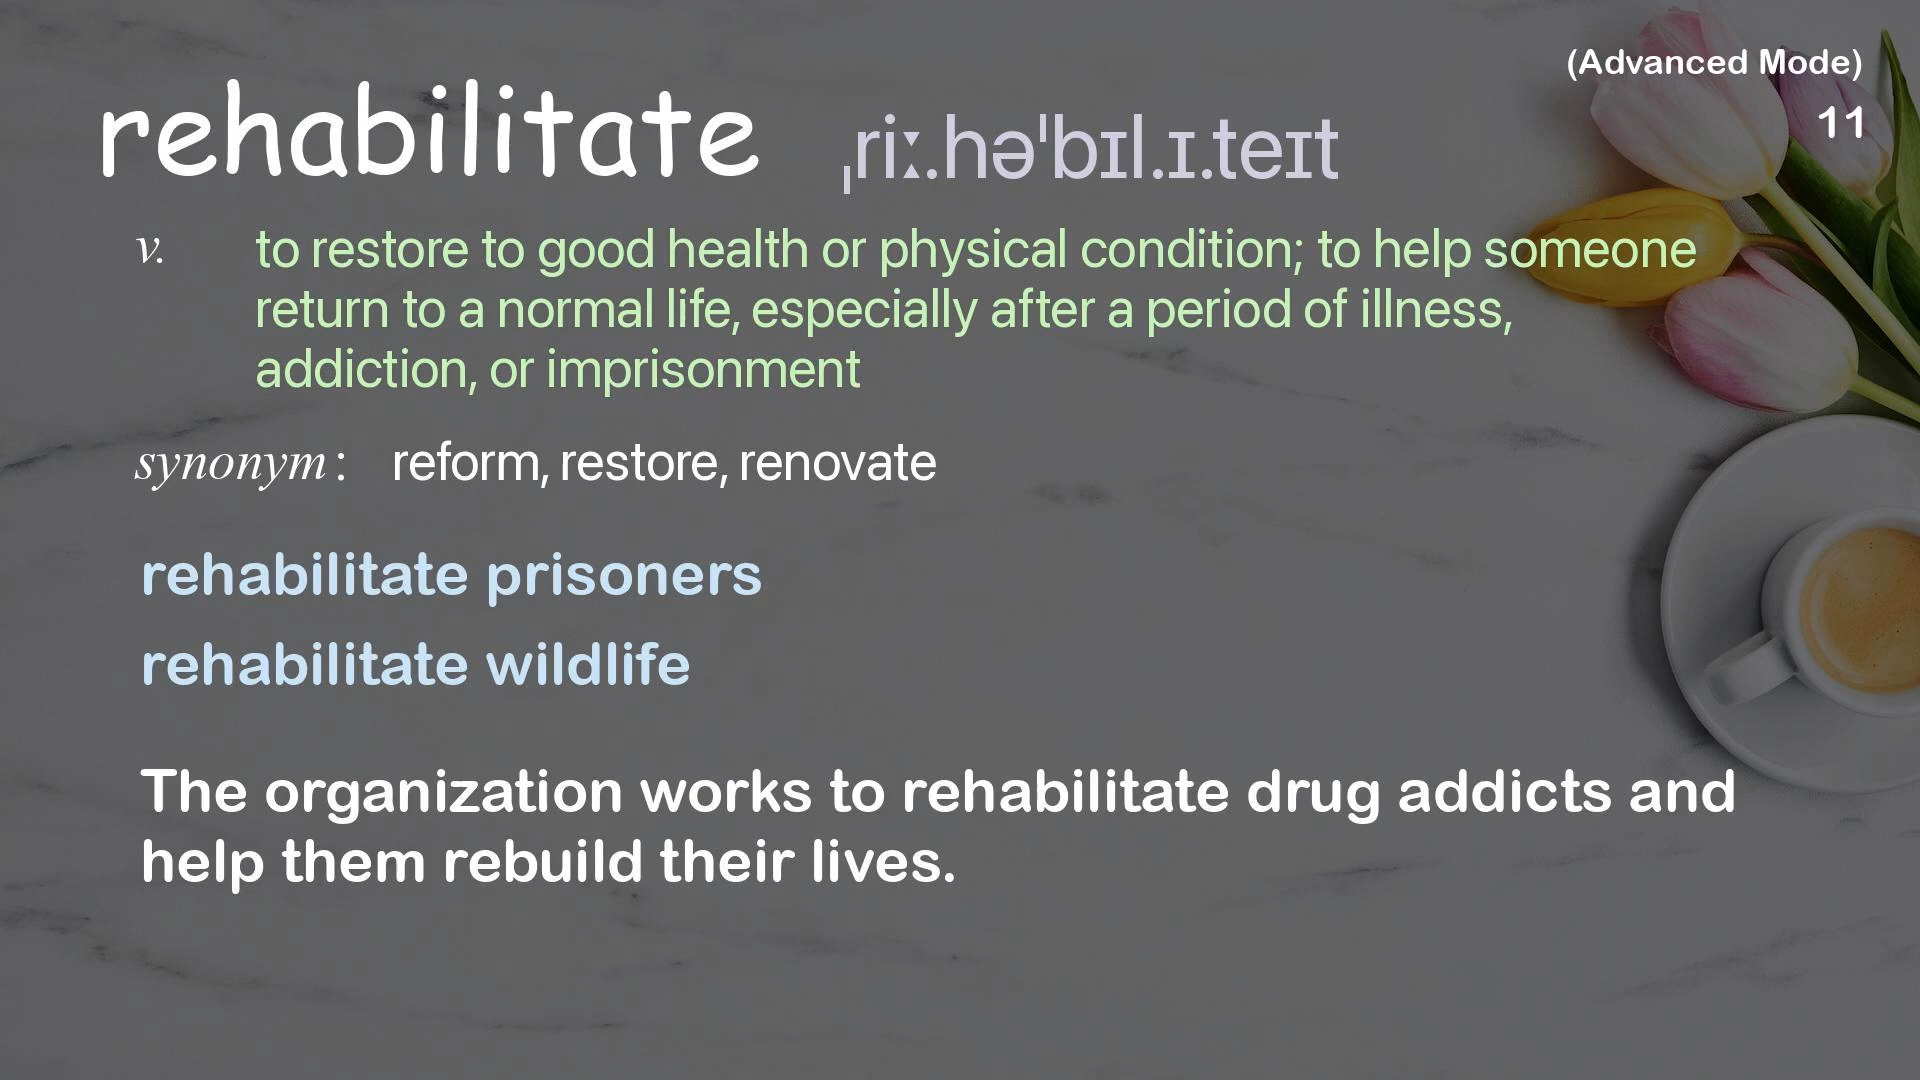 (Advanced Mode)
rehabilitate ˌriː.həˈbɪl.ɪ.teɪt
11
v. to restore to good health or physical condition; to help someone
return to a normal life, especially after a period of illness,
addiction, or imprisonment
synonym: reform, restore, renovate
rehabilitate prisoners
rehabilitate wildlife
The organization works to rehabilitate drug addicts and
help them rebuild their lives.